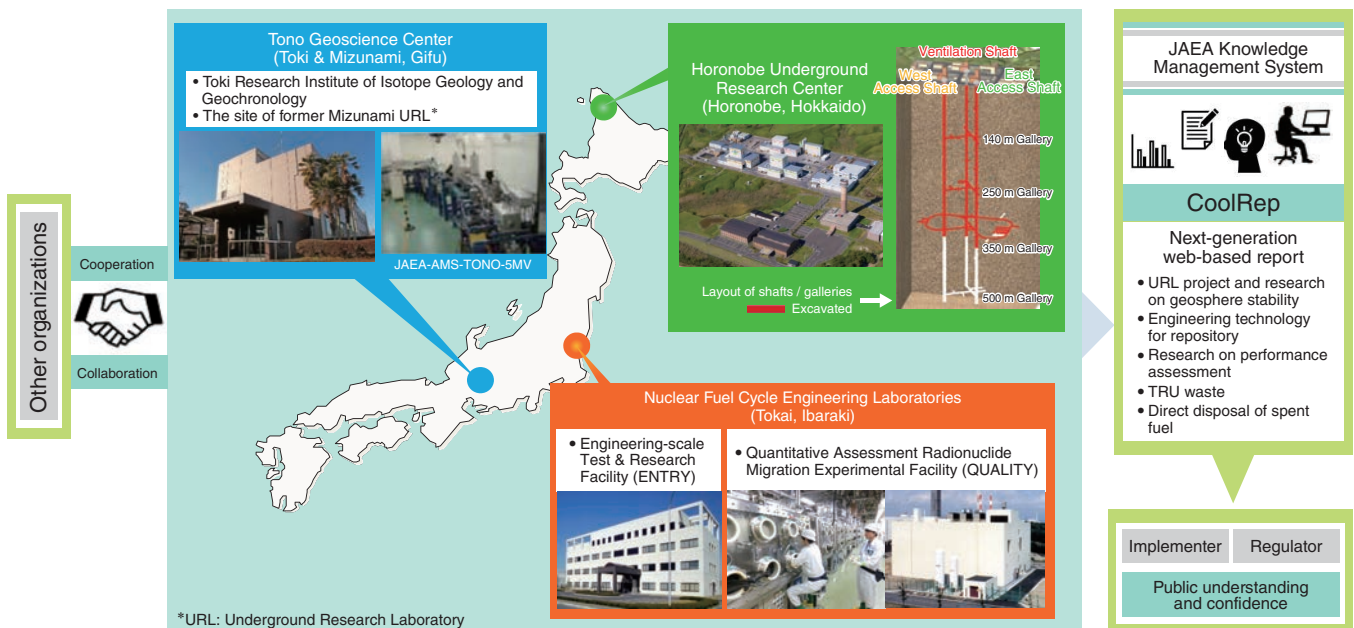 Other organizations
Cooperation
Collaboration
Tono Geoscience Center
(Toki & Mizunami, Gifu)
• Toki Research Institute of Isotope Geology and
Geochronology
• The site of former Mizunami URL*
JAEA-AMS-TONO-5MV
Horonobe Underground
Research Center
(Horonobe, Hokkaido)
Ventilation Shaft
West
Access Shaft
East
Access Shaft
140 m Gallery
250 m Gallery
350 m Gallery
500 m Gallery
Layout of shafts / galleries
Excavated
Nuclear Fuel Cycle Engineering Laboratories
(Tokai, Ibaraki)
• Engineering-scale
Test & Research
Facility (ENTRY)
• Quantitative Assessment Radionuclide
Migration Experimental Facility (QUALITY)
*URL: Underground Research Laboratory
JAEA Knowledge
Management System
CoolRep
Next-generation
web-based report
• URL project and research
on geosphere stability
• Engineering technology
for repository
• Research on performance
assessment
• TRU waste
• Direct disposal of spent
fuel
Implementer
Regulator
Public understanding
and confidence